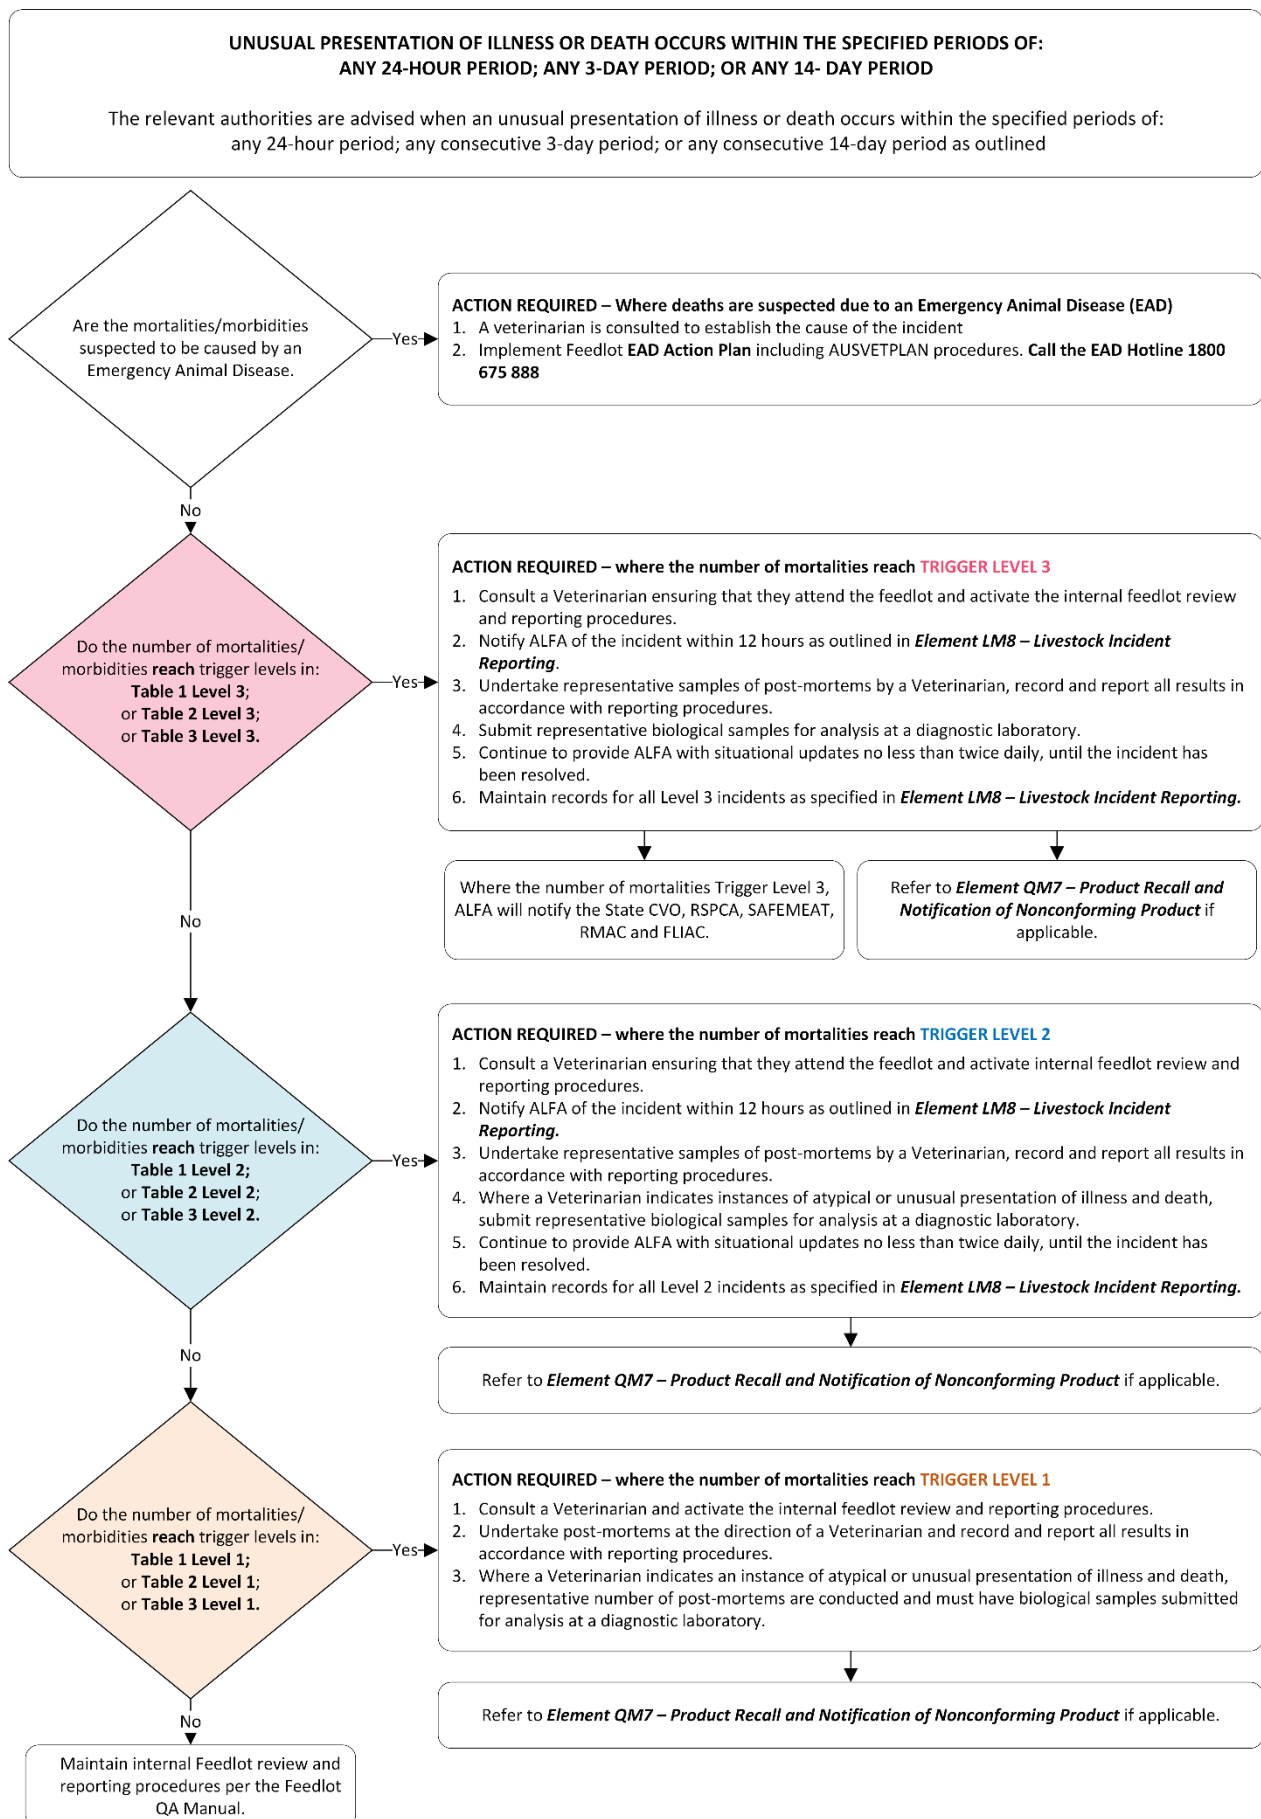 UNUSUAL PRESENTATION OF ILLNESS OR DEATH OCCURS WITHIN THE SPECIFIED PERIODS OF:
ANY 24-HOUR PERIOD; ANY 3-DAY PERIOD; OR ANY 14- DAY PERIOD
The relevant authorities are advised when an unusual presentation of illness or death occurs within the specified periods of:
any 24-hour period; any consecutive 3-day period; or any consecutive 14-day period as outlined
Are the mortalities/morbidities
suspected to be caused by an
Emergency Animal Disease.
Yes
ACTION REQUIRED – Where deaths are suspected due to an Emergency Animal Disease (EAD)
1. A veterinarian is consulted to establish the cause of the incident
2. Implement Feedlot EAD Action Plan including AUSVETPLAN procedures. Call the EAD Hotline 1800
675 888
No
Do the number of mortalities/
morbidities reach trigger levels in:
Table 1 Level 3;
or Table 2 Level 3;
or Table 3 Level 3.
Yes
ACTION REQUIRED – where the number of mortalities reach TRIGGER LEVEL 3
1. Consult a Veterinarian ensuring that they attend the feedlot and activate the internal feedlot review
and reporting procedures.
2. Notify ALFA of the incident within 12 hours as outlined in Element LM8 – Livestock Incident
Reporting.
3. Undertake representative samples of post-mortems by a Veterinarian, record and report all results in
accordance with reporting procedures.
4. Submit representative biological samples for analysis at a diagnostic laboratory.
5. Continue to provide ALFA with situational updates no less than twice daily, until the incident has
been resolved.
6. Maintain records for all Level 3 incidents as specified in Element LM8 – Livestock Incident Reporting.
Where the number of mortalities Trigger Level 3,
ALFA will notify the State CVO, RSPCA, SAFEMEAT,
RMAC and FLIAC.
Refer to Element QM7 – Product Recall and
Notification of Nonconforming Product if
applicable.
No
Do the number of mortalities/
morbidities reach trigger levels in:
Table 1 Level 2;
or Table 2 Level 2;
or Table 3 Level 2.
Yes
ACTION REQUIRED – where the number of mortalities reach TRIGGER LEVEL 2
1. Consult a Veterinarian ensuring that they attend the feedlot and activate internal feedlot review and
reporting procedures.
2. Notify ALFA of the incident within 12 hours as outlined in Element LM8 – Livestock Incident
Reporting.
3. Undertake representative samples of post-mortems by a Veterinarian, record and report all results in
accordance with reporting procedures.
4. Where a Veterinarian indicates instances of atypical or unusual presentation of illness and death,
submit representative biological samples for analysis at a diagnostic laboratory.
5. Continue to provide ALFA with situational updates no less than twice daily, until the incident has
been resolved.
6. Maintain records for all Level 2 incidents as specified in Element LM8 – Livestock Incident Reporting.
Refer to Element QM7 – Product Recall and Notification of Nonconforming Product if applicable.
No
Do the number of mortalities/
morbidities reach trigger levels in:
Table 1 Level 1;
or Table 2 Level 1;
or Table 3 Level 1.
Yes
ACTION REQUIRED – where the number of mortalities reach TRIGGER LEVEL 1
1. Consult a Veterinarian and activate the internal feedlot review and reporting procedures.
2. Undertake post-mortems at the direction of a Veterinarian and record and report all results in
accordance with reporting procedures.
3. Where a Veterinarian indicates an instance of atypical or unusual presentation of illness and death,
representative number of post-mortems are conducted and must have biological samples submitted
for analysis at a diagnostic laboratory.
Refer to Element QM7 – Product Recall and Notification of Nonconforming Product if applicable.
No
Maintain internal Feedlot review and
reporting procedures per the Feedlot
QA Manual.